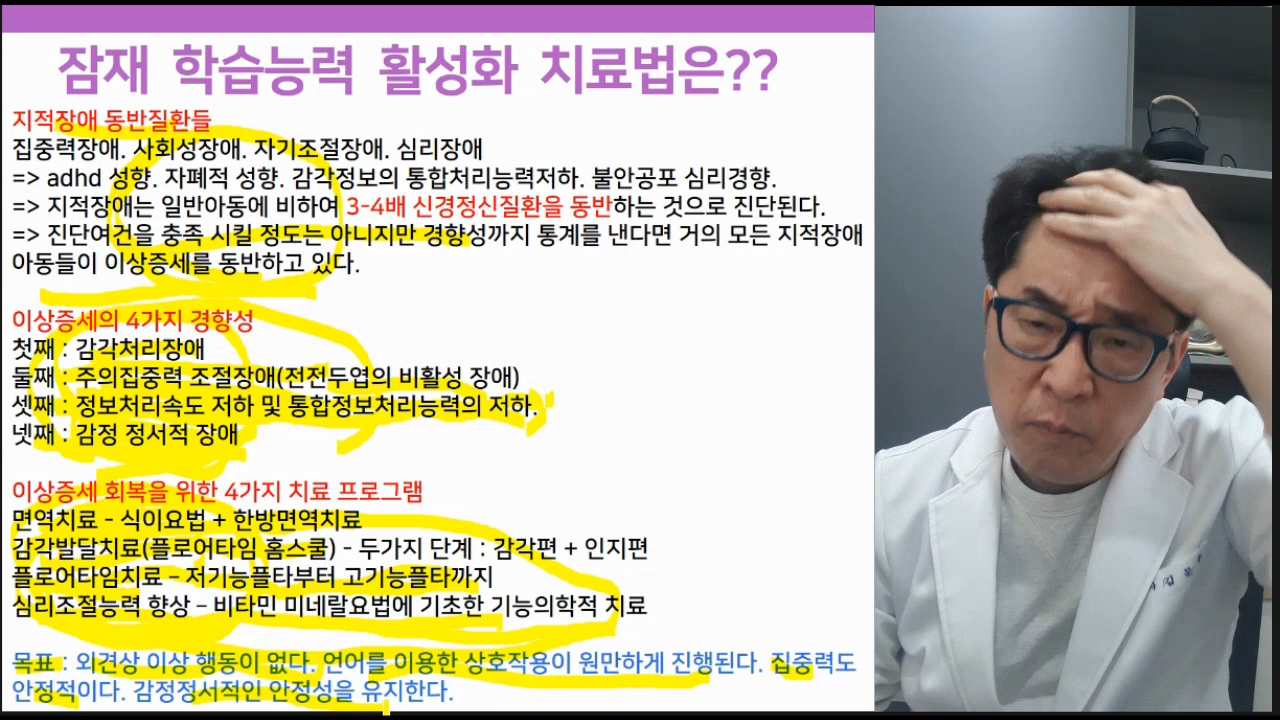 잠재 학습능력 활성화 치료법은??
지적장애 동반질환들
집중력장애. 사회성장애. 자기조절장애. 심리장애
=> adhd 성향. 자폐적 성향. 감각정보의 통합처리능력저하. 불안공포 심리경향.
=> 지적장애는 일반아동에 비하여 3-4배 신경정신질환을 동반하는 것으로 진단된다.
=> 진단여건을 충족 시킬 정도는 아니지만 경향성까지 통계를 낸다면 거의 모든 지적장애
아동들이 이상증세를 동반하고 있다.
이상증세의 4가지 경향성
첫째 : 감각처리장애
둘째 : 주의집중력 조절장애(전전두엽의 비활성 장애)
셋째 : 정보처리속도 저하 및 통합정보처리능력의 저하.
넷째 : 감정 정서적 장애
이상증세 회복을 위한 4가지 치료 프로그램
면역치료 - 식이요법 + 한방면역치료
감각발달치료(플로어타임 홈스쿨) - 두가지 단계 : 감각편 + 인지편
플로어타임치료 – 저기능플타부터 고기능플타까지
심리조절능력 향상 – 비타민 미네랄요법에 기초한 기능의학적 치료
목표 : 외견상 이상 행동이 없다. 언어를 이용한 상호작용이 원만하게 진행된다. 집중력도
안정적이다. 감정정서적인 안정성을 유지한다.